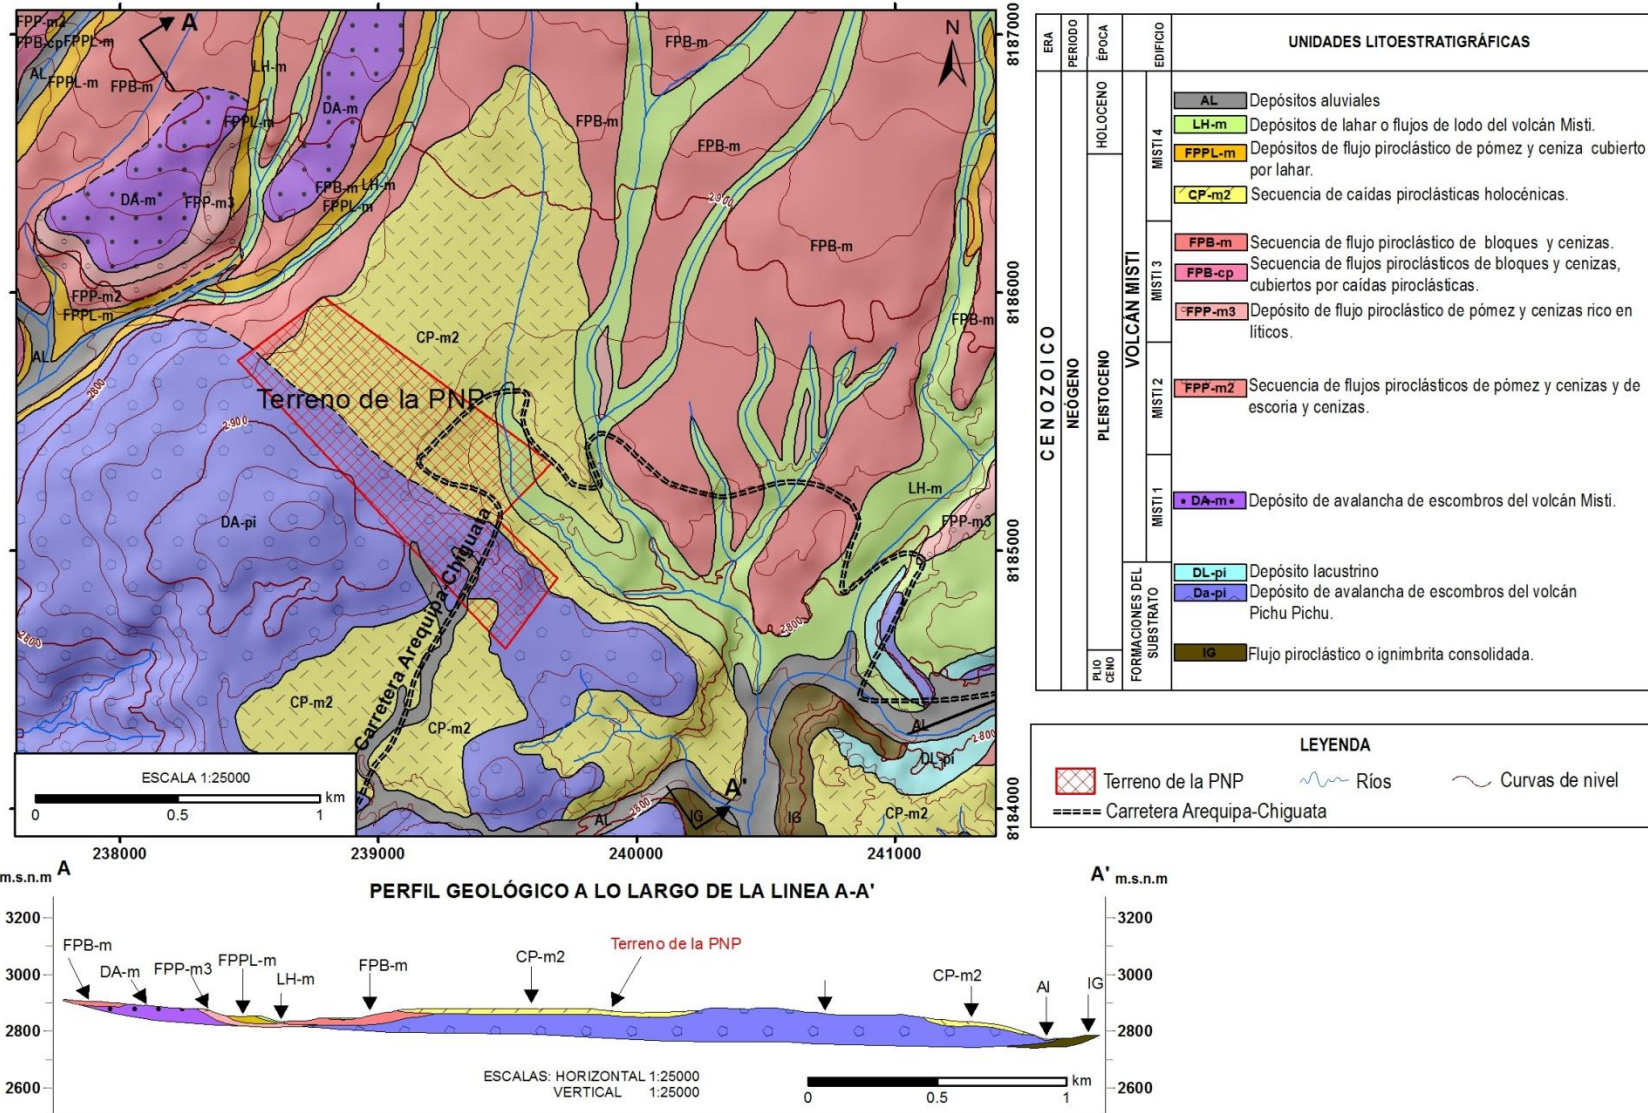 FPP-m2
FPB-cp
FPPL-m
AL
FPPL-m
FPB-m
A
LH-m
DA-m
FPPL-m
FPB-m
FPB-m
FPB-m
N
8187000
2900
DA-m
FPP-m3
FPB-m
LH-m
FPPL-m
FPB-m
FPP-m2
FPPL-m
AL
8186000
FPB-m
CP-m2
2800
Terreno de la PNP
2900
DA-pi
LH-m
FPP-m3
8185000
Carretera Arequipa-Chiguata
2800
2800
CP-m2
CP-m2
AL
2800
DL-pi
A'
2800
AL
IG
IG
CP-m2
8184000
ESCALA 1:25000
km
0 0.5 1
238000 239000 240000 241000
ERA
PERIODO
ÉPOCA
EDIFICIO
UNIDADES LITOESTRATIGRÁFICAS
CENOZOICO
NEÓGENO
HOLOCENO
PLEISTOCENO
PLIO
CENO
VOLCÁN MISTI
MISTI 4
MISTI 3
MISTI 2
MISTI 1
FORMACIONES DEL
SUBSTRATO
AL Depósitos aluviales
LH-m Depósitos de lahar o flujos de lodo del volcán Misti.
FPPL-m Depósitos de flujo piroclástico de pómez y ceniza cubierto
por lahar.
CP-m2 Secuencia de caídas piroclásticas holocénicas.
FPB-m Secuencia de flujo piroclástico de bloques y cenizas.
FPB-cp Secuencia de flujos piroclásticos de bloques y cenizas,
cubiertos por caídas piroclásticas.
FPP-m3 Depósito de flujo piroclástico de pómez y cenizas rico en
líticos.
FPP-m2 Secuencia de flujos piroclásticos de pómez y cenizas y de
escoria y cenizas.
DA-m Depósito de avalancha de escombros del volcán Misti.
DL-pi Depósito lacustrino
Da-pi Depósito de avalancha de escombros del volcán
Pichu Pichu.
IG Flujo piroclástico o ignimbrita consolidada.
LEYENDA
Terreno de la PNP Ríos Curvas de nivel
Carretera Arequipa-Chiguata
m.s.n.m A
PERFIL GEOLÓGICO A LO LARGO DE LA LINEA A-A'
A' m.s.n.m
3200 3200
3000 3000
2800 2800
2600 2600
FPB-m
DA-m
FPP-m3
FPPL-m
LH-m
FPB-m
CP-m2
Terreno de la PNP
CP-m2
Al
IG
ESCALAS: HORIZONTAL 1:25000
VERTICAL 1:25000
km
0 0.5 1